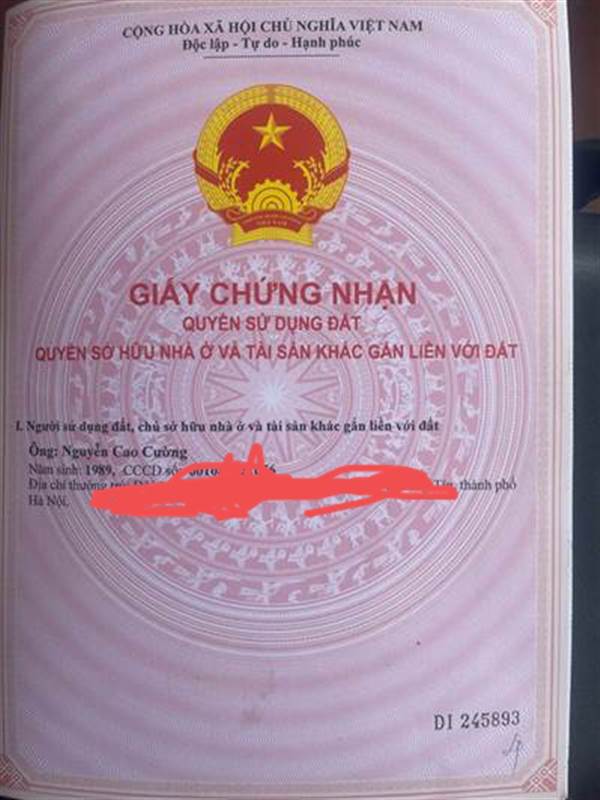 CỘNG HÒA XÃ HỘI CHỦ NGHĨA VIỆT NAM
Độc lập - Tự do - Hạnh phúc
GIẤY CHỨNG NHẬN
QUYỀN SỬ DỤNG ĐẤT
QUYỀN SỞ HỮU NHÀ Ở VÀ TÀI SẢN KHÁC GẮN LIỀN VỚI ĐẤT
I. Người sử dụng đất, chủ sở hữu nhà ở và tài sản khác gắn liền với đất
Ông: Nguyễn Cao Cường
Năm sinh: 1989, CCCD số:
Địa chỉ thường thành phố
Hà Nội.
DI 245893